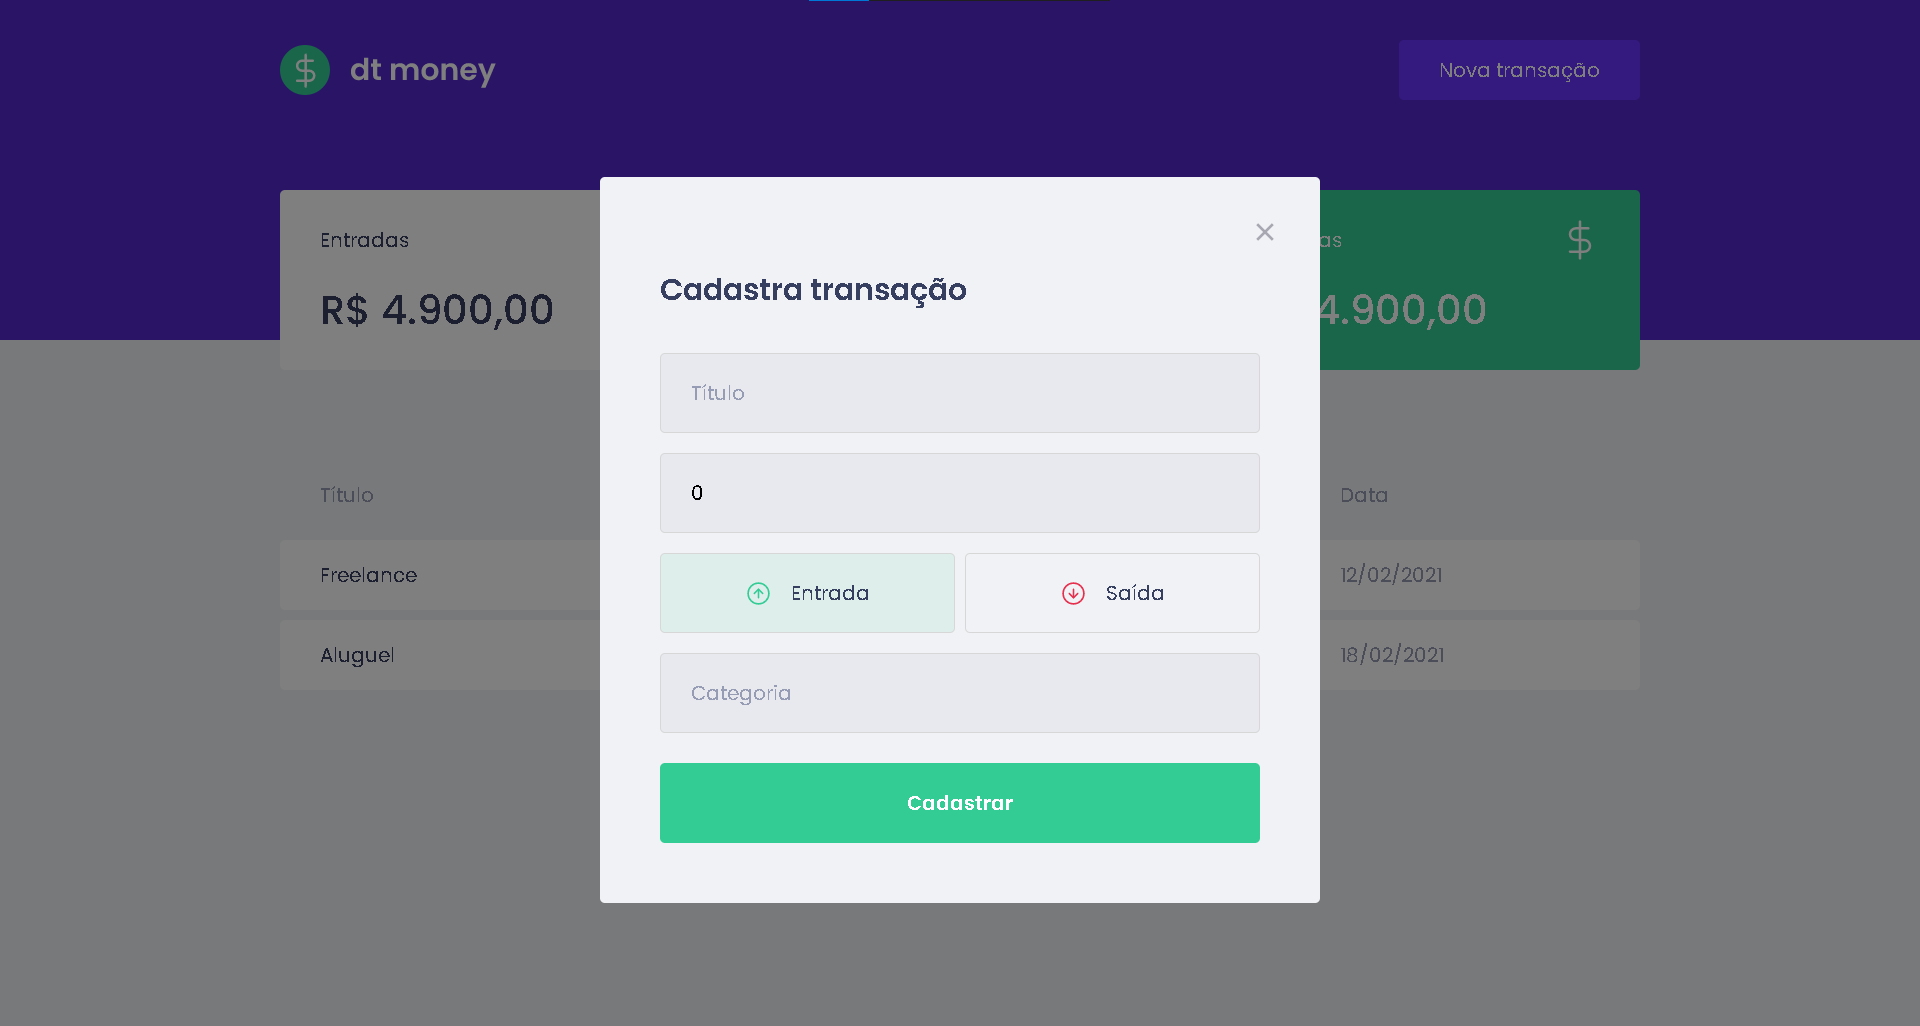 dt money
Nova transação
Entradas
R$ 4.900,00
as
4.900,00
Cadastra transação
Título
0
Entrada
Saída
Categoria
Cadastrar
Título
Data
Freelance
12/02/2021
Aluguel
18/02/2021